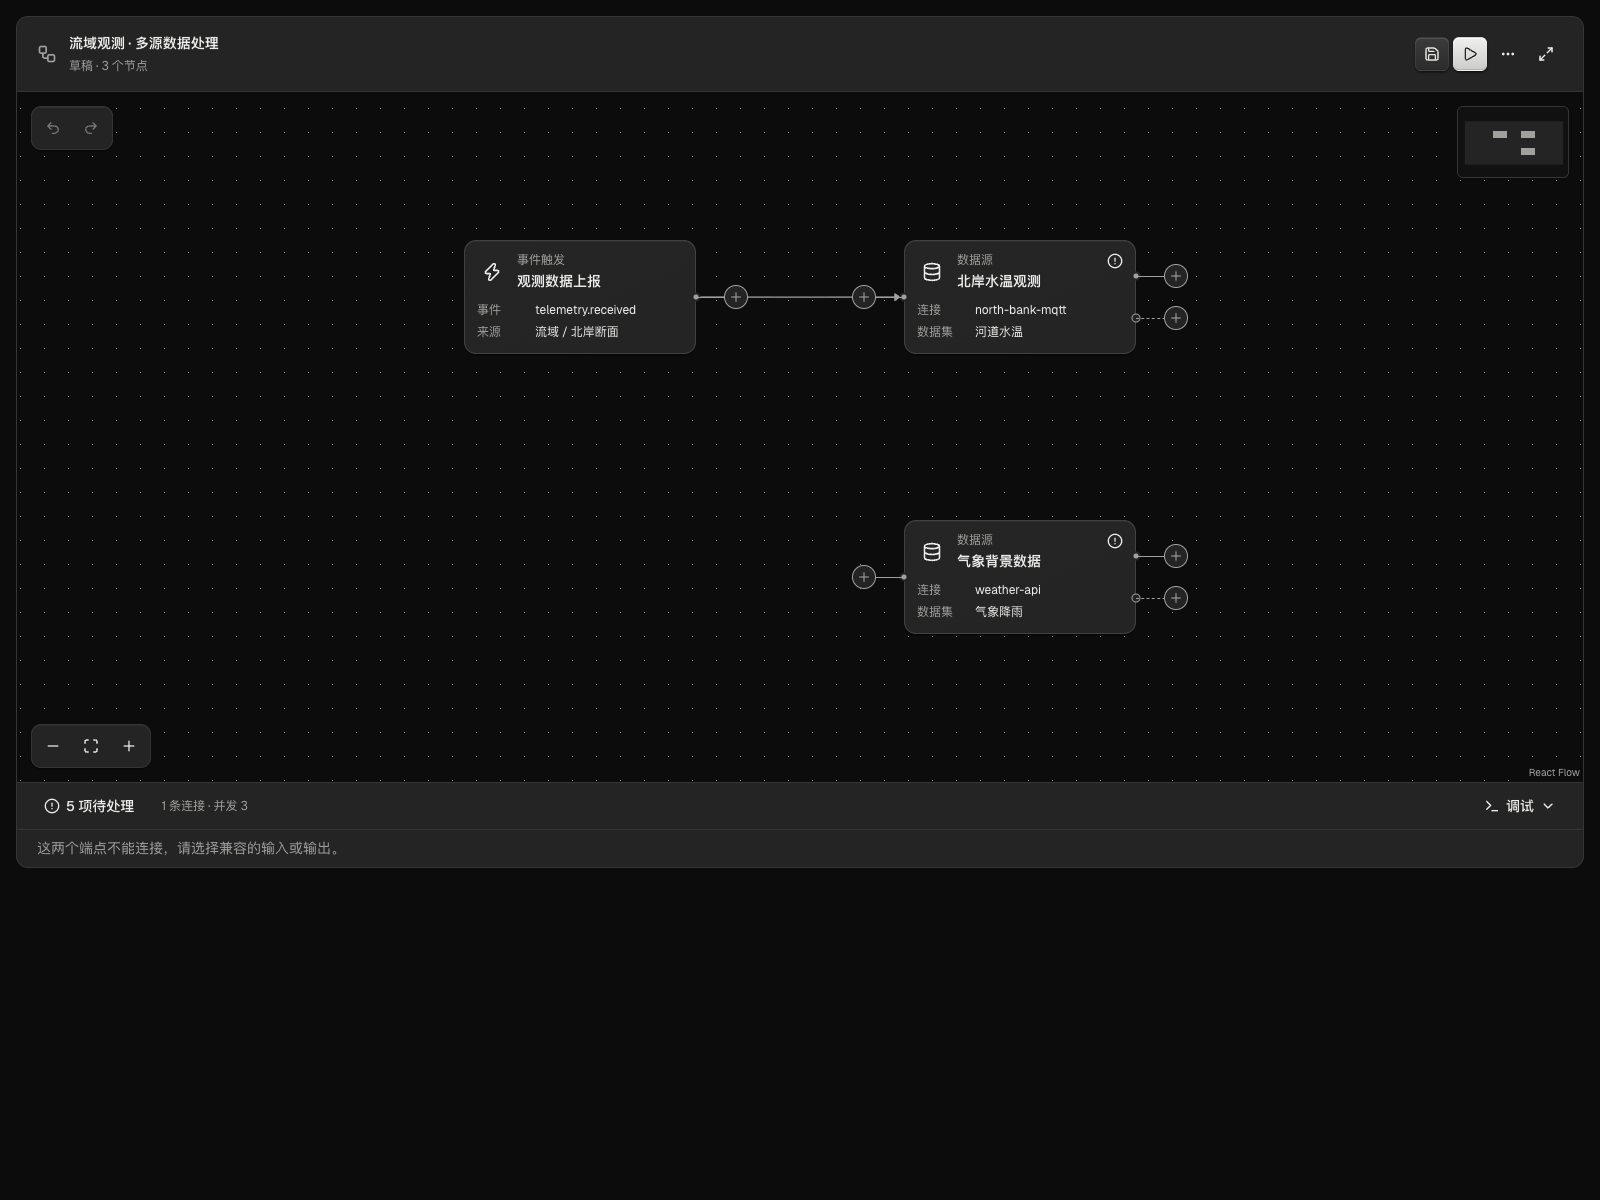 流域观测 · 多源数据处理
草稿 · 3 个节点
事件触发
观测数据上报
事件 telemetry.received
来源 流域 / 北岸断面
数据源
北岸水温观测
连接 north-bank-mqtt
数据集 河道水温
数据源
气象背景数据
连接 weather-api
数据集 气象降雨
React Flow
5 项待处理 1 条连接 · 并发 3 调试
这两个端点不能连接，请选择兼容的输入或输出。